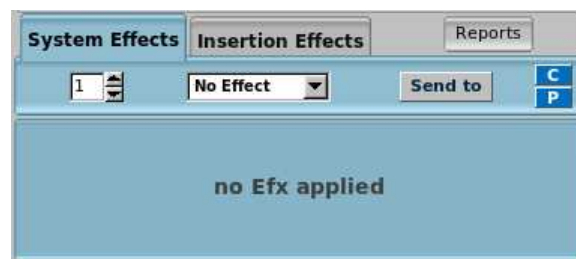 System Effects Insertion Effects Reports
1 No Effect Send to C
P
no Efx applied